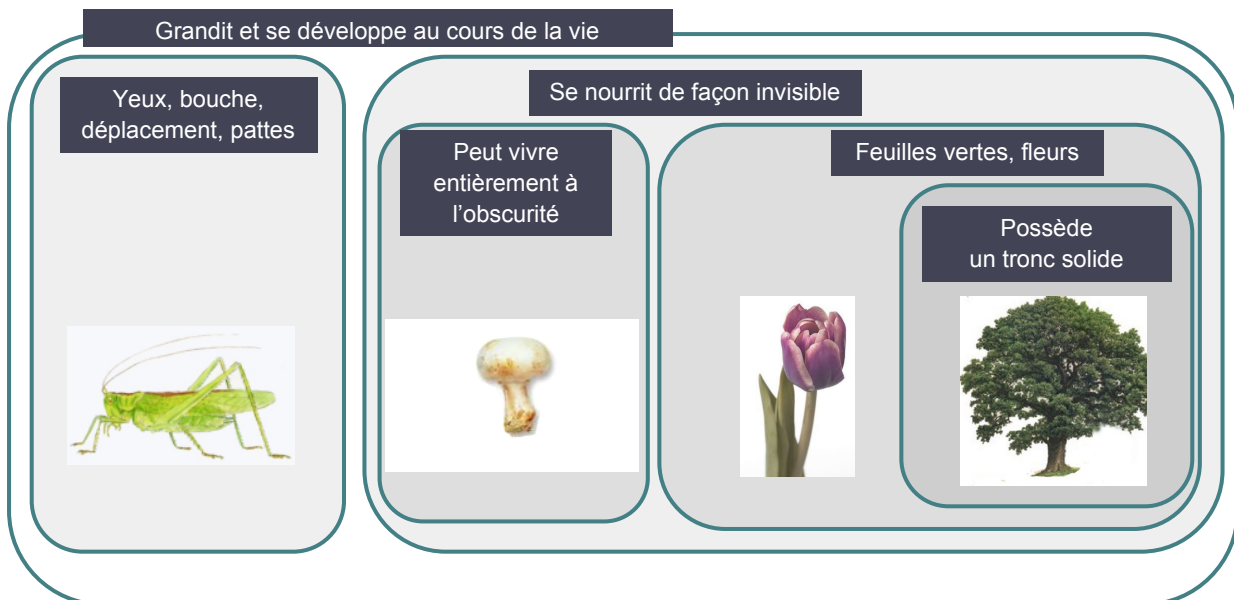 Grandit et se développe au cours de la vie
Yeux, bouche,
déplacement, pattes
Se nourrit de façon invisible
Peut vivre
entièrement à
l’obscurité
Feuilles vertes, fleurs
Possède
un tronc solide